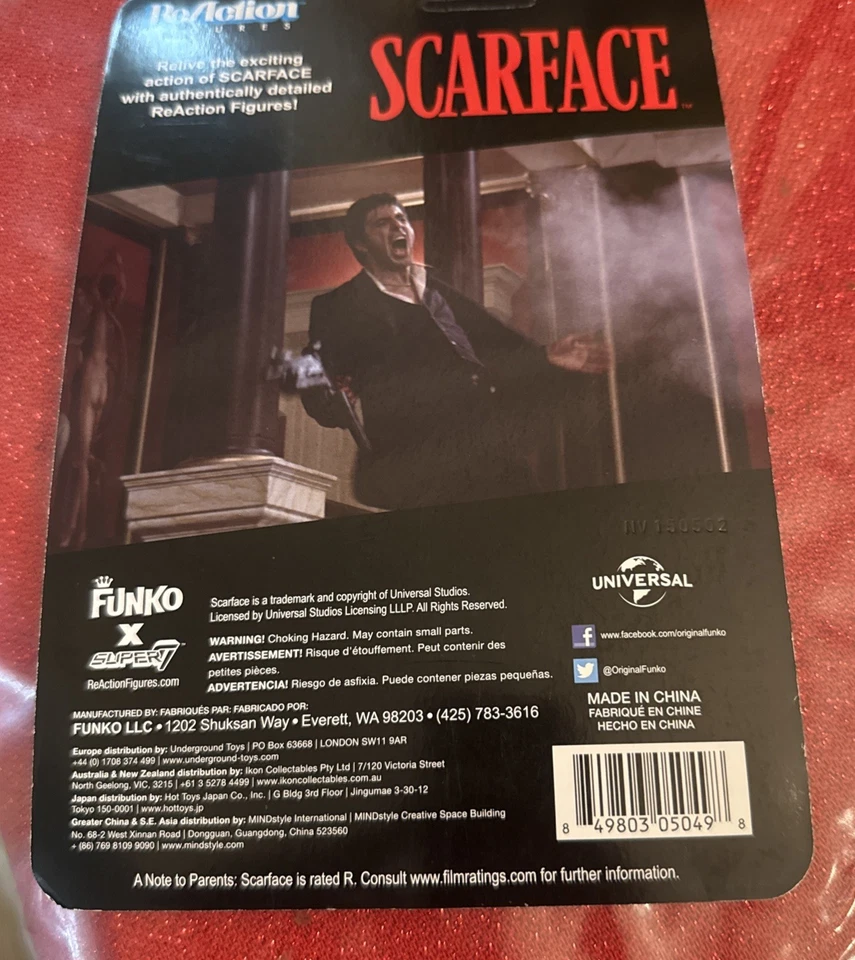 ReAction
FIGURES
Relive the exciting
action of SCARFACE
with authentically detailed
ReAction Figures!
SCARFACE™
HV 150502
FUNKO
X
SUPER7
ReActionFigures.com
Scarface is a trademark and copyright of Universal Studios.
Licensed by Universal Studios Licensing LLLP. All Rights Reserved.
WARNING! Choking Hazard. May contain small parts.
AVERTISSEMENT! Risque d'étouffement. Peut contenir des
petites pièces.
ADVERTENCIA! Riesgo de asfixia. Puede contener piezas pequeñas.
UNIVERSAL
f www.facebook.com/originalfunko
@OriginalFunko
MADE IN CHINA
FABRIQUÉ EN CHINE
HECHO EN CHINA
MANUFACTURED BY: FABRIQUÉS PAR: FABRICADO POR:
FUNKO LLC • 1202 Shuksan Way • Everett, WA 98203 • (425) 783-3616
Europe distribution by: Underground Toys | PO Box 63668 | LONDON SW11 9AR
+44 (0) 1708 374 499 | www.underground-toys.com
Australia & New Zealand distribution by: Ikon Collectables Pty Ltd | 7/120 Victoria Street
North Geelong, VIC, 3215 | +61 3 5278 4499 | www.ikoncollectables.com.au
Japan distribution by: Hot Toys Japan Co., Inc. | G Bldg 3rd Floor | Jingumae 3-30-12
Tokyo 150-0001 | www.hottoys.jp
Greater China & S.E. Asia distribution by: MINDstyle International | MINDstyle Creative Space Building
No. 68-2 West Xinnan Road | Dongguan, Guangdong, China 523560
+ (86) 769 8109 9090 | www.mindstyle.com
8 49803 05049 8
A Note to Parents: Scarface is rated R. Consult www.filmratings.com for further information.